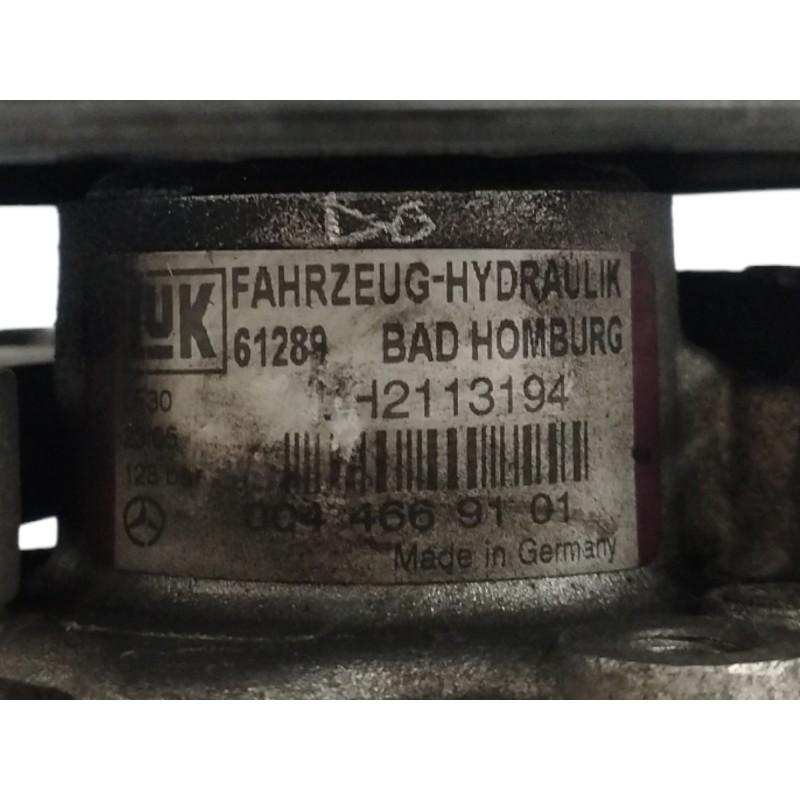 LUK FAHRZEUG-HYDRAULIK
61289 BAD HOMBURG
H2113194
004 466 91 01
Made in Germany